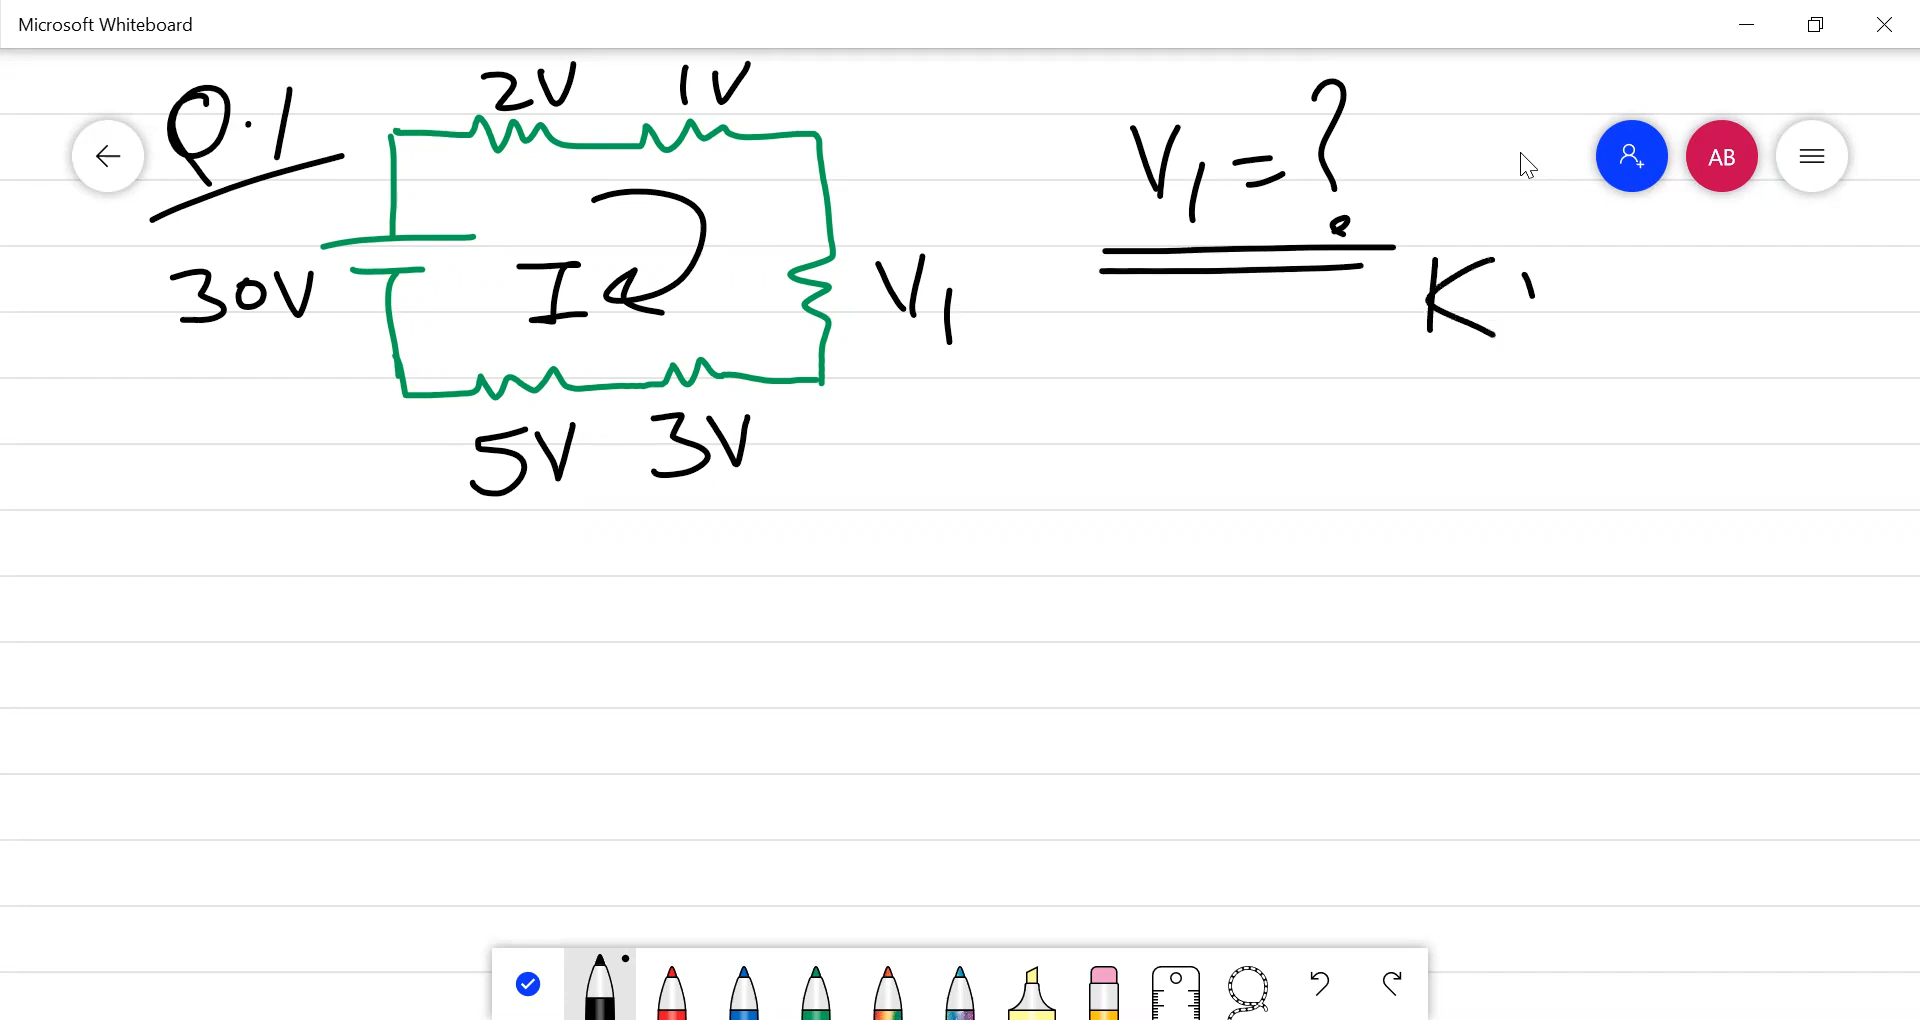 Microsoft Whiteboard
Q.1
2V 1V
V1 = ?
AB
30V I V1
K
5V 3V